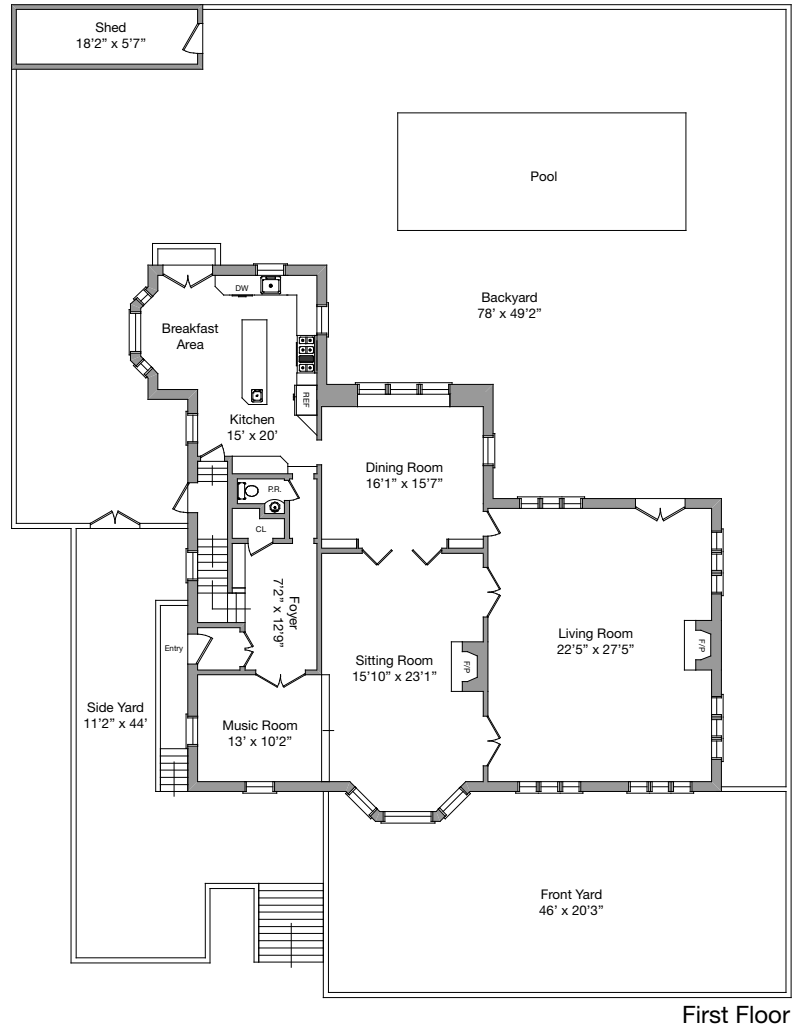 Shed
18'2” x 5'7”
Pool
Backyard
78' x 49'2”
DW
Breakfast
Area
REF
Kitchen
15' x 20'
Dining Room
16'1” x 15'7”
P.R.
CL
Foyer
7'2” x 12'9”
Entry
Living Room
22'5” x 27'5”
F/P
Sitting Room
15'10” x 23'1”
F/P
Side Yard
11'2” x 44'
Music Room
13' x 10'2”
Front Yard
46' x 20'3”
First Floor